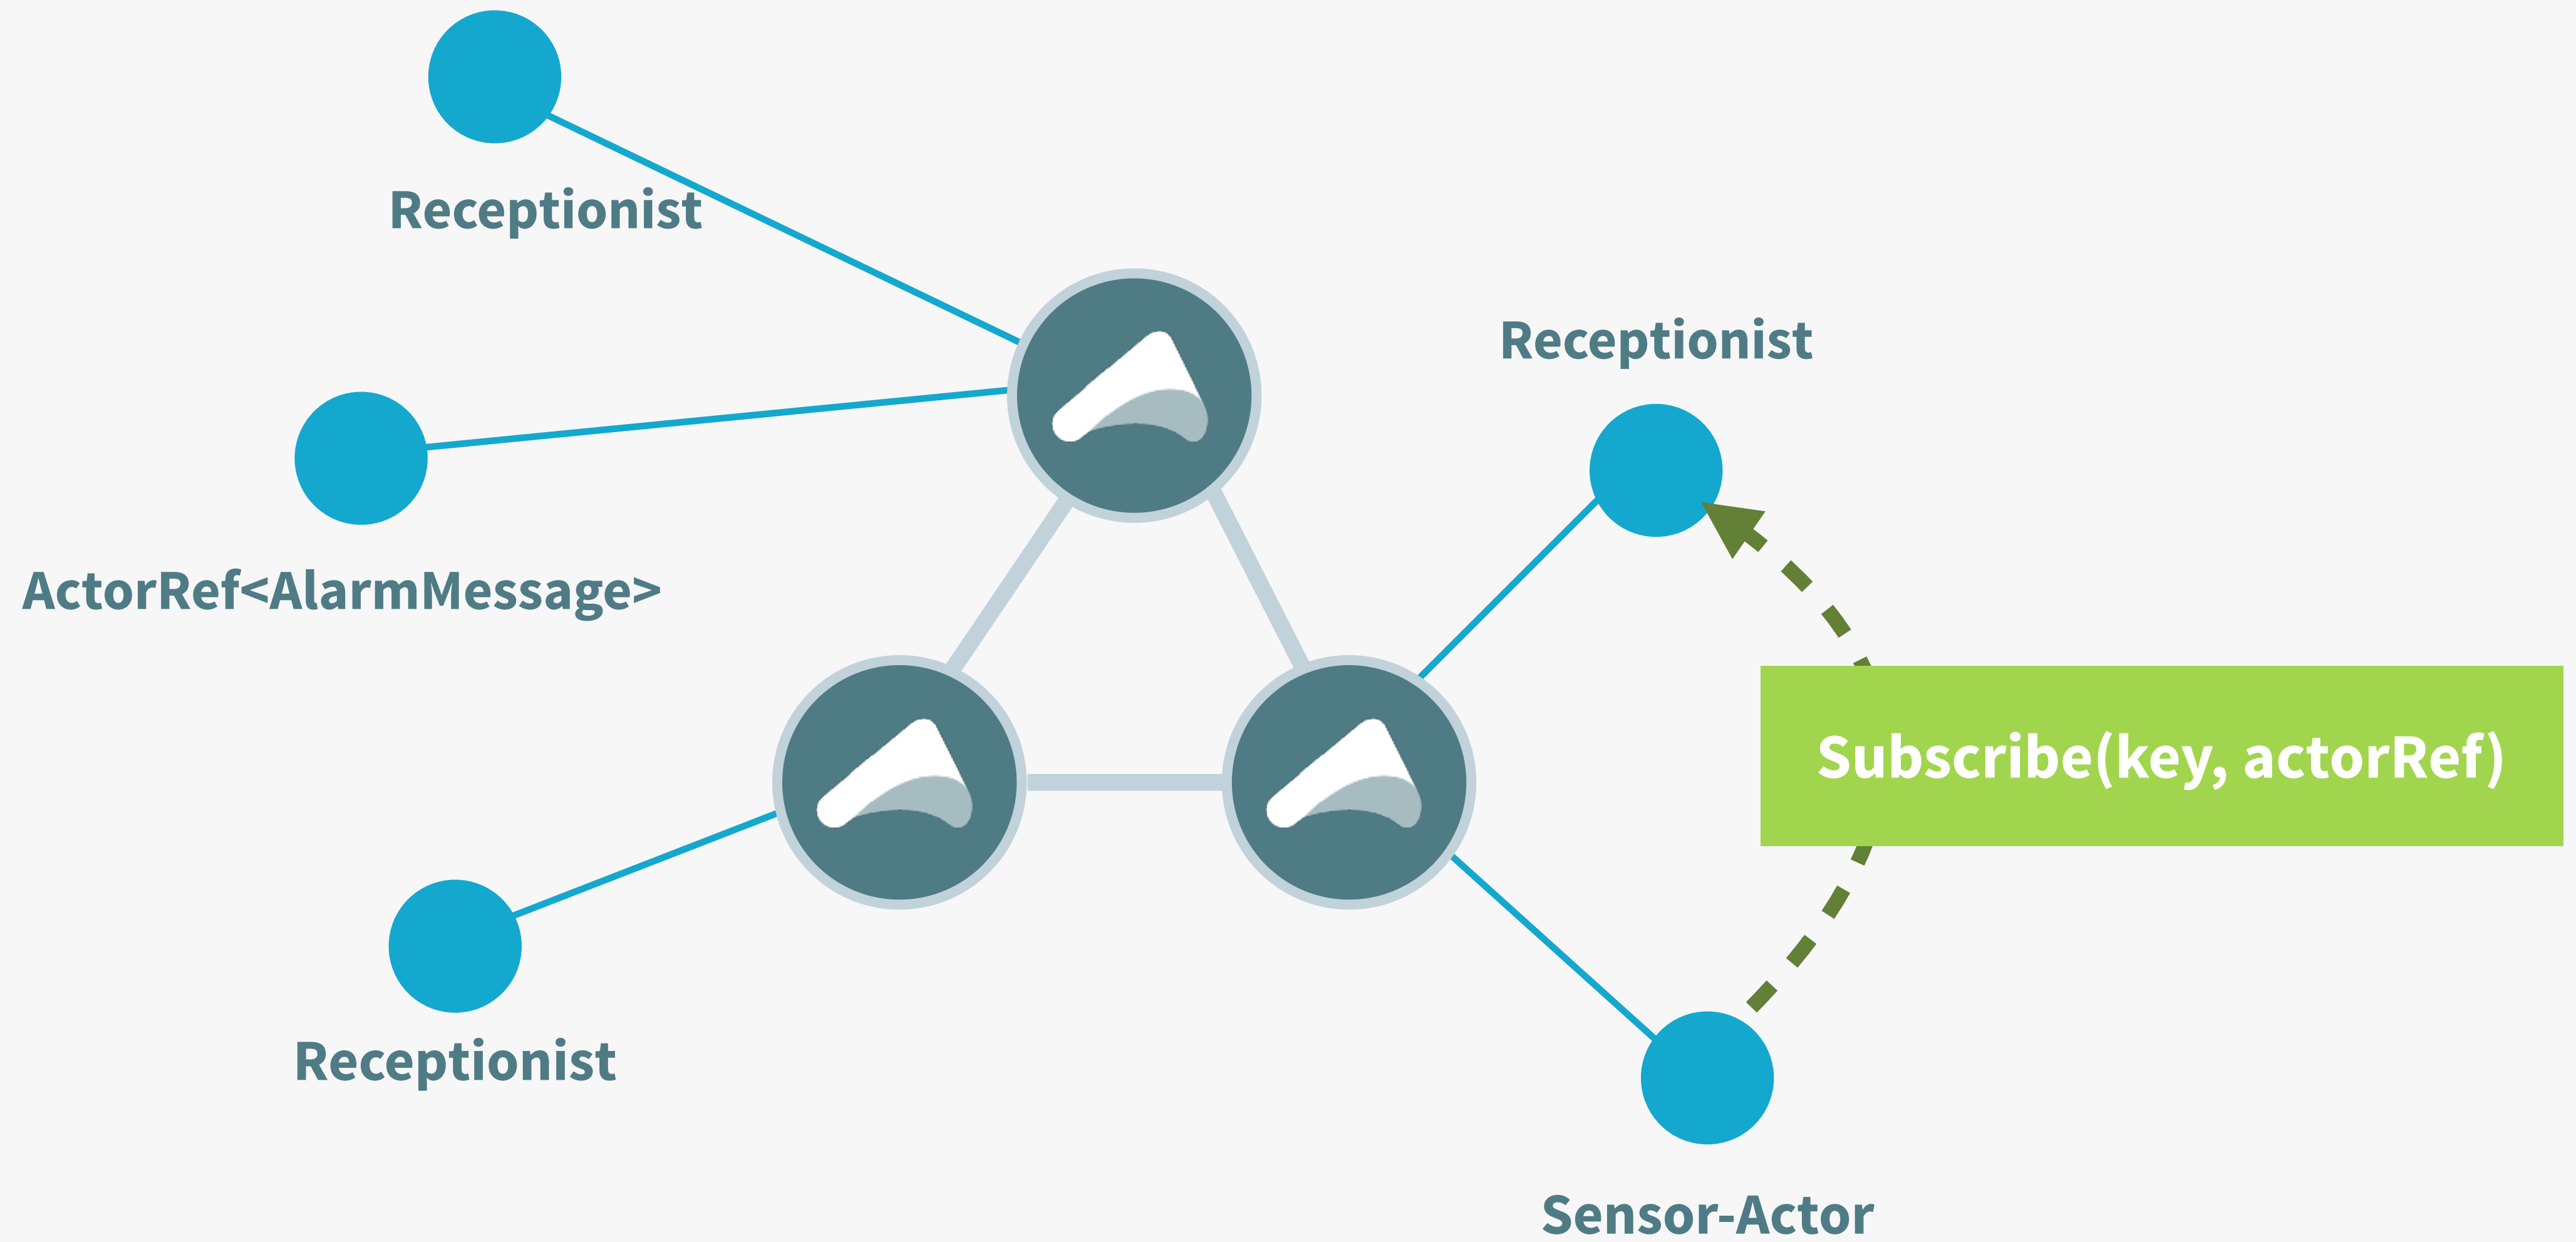 Receptionist
Receptionist
ActorRef<AlarmMessage>
Subscribe(key, actorRef)
Receptionist
Sensor-Actor